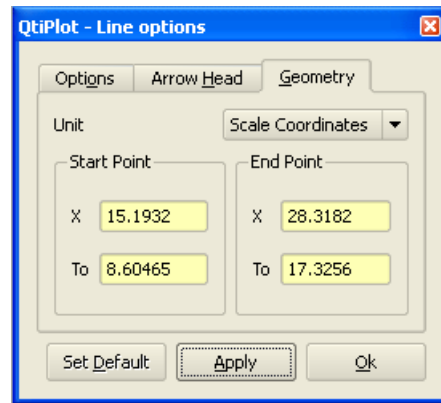 QtiPlot - Line options
Options Arrow Head Geometry
Unit Scale Coordinates
Start Point End Point
X 15.1932 X 28.3182
To 8.60465 To 17.3256
Set Default Apply Ok